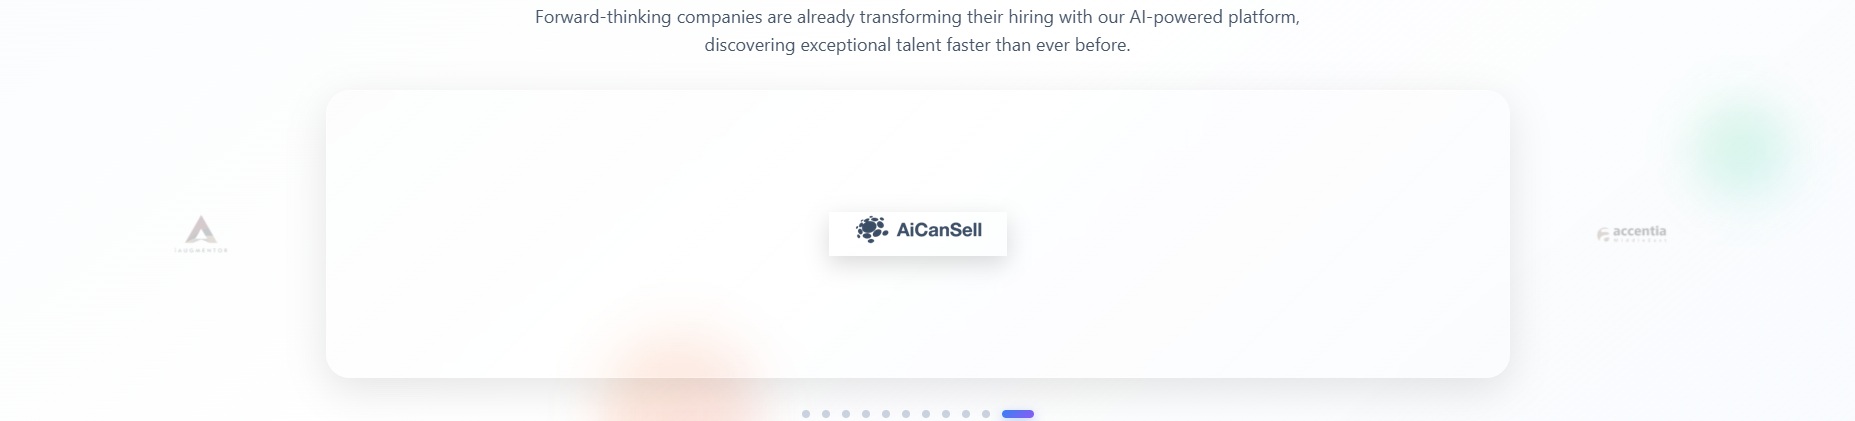 Forward-thinking companies are already transforming their hiring with our AI-powered platform,
discovering exceptional talent faster than ever before.
AiCanSell
accentia